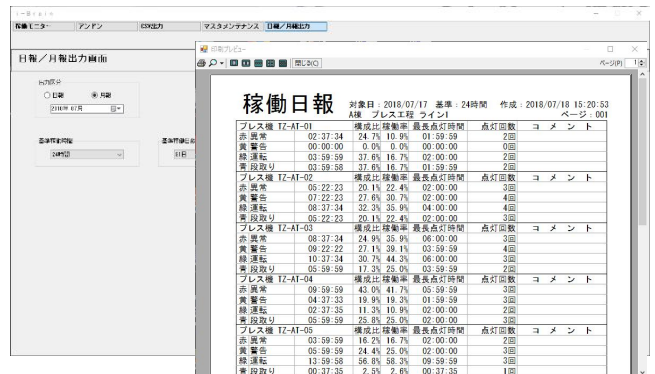 稼働モニター アンドン CSV出力 マスタメンテナンス 日報/月報出力
日報/月報出力画面
出力区分
日報 月報
2018年 07月
基準稼働時間
24時間
基準稼働日数
01日
印刷プレビュー
閉じる(C)
ページ(P) 1
稼働日報
対象日:2018/07/17 基準:24時間 作成:2018/07/18 15:20:53
A棟 プレス工程 ライン1 ページ:001
プレス機 TZ-AT-01 構成比 稼働率 最長点灯時間 点灯回数 コメント
赤 異常 02:37:34 24.7% 10.9% 01:59:59 2回
黄 警告 00:00:00 0.0% 0.0% 00:00:00 0回
緑 運転 03:59:59 37.6% 16.7% 02:00:00 2回
青 段取り 03:59:58 37.6% 16.7% 01:59:59 2回
プレス機 TZ-AT-02 構成比 稼働率 最長点灯時間 点灯回数 コメント
赤 異常 05:22:23 20.1% 22.4% 02:00:00 3回
黄 警告 07:22:23 27.6% 30.7% 02:00:00 4回
緑 運転 08:37:34 32.3% 35.9% 04:00:00 4回
青 段取り 05:22:23 20.1% 22.4% 02:00:00 3回
プレス機 TZ-AT-03 構成比 稼働率 最長点灯時間 点灯回数 コメント
赤 異常 08:37:34 24.9% 35.9% 06:00:00 3回
黄 警告 09:22:22 27.1% 39.1% 03:59:59 4回
緑 運転 10:37:34 30.7% 44.3% 06:00:00 3回
青 段取り 05:59:59 17.3% 25.0% 03:59:59 2回
プレス機 TZ-AT-04 構成比 稼働率 最長点灯時間 点灯回数 コメント
赤 異常 09:59:59 43.0% 41.7% 05:59:59 3回
黄 警告 04:37:33 19.9% 19.3% 01:59:59 3回
緑 運転 02:37:35 11.3% 10.9% 02:00:00 2回
青 段取り 05:59:59 25.8% 25.0% 02:00:00 3回
プレス機 TZ-AT-05 構成比 稼働率 最長点灯時間 点灯回数 コメント
赤 異常 03:59:59 16.2% 16.7% 02:00:00 2回
黄 警告 05:59:59 24.4% 25.0% 02:00:00 3回
緑 運転 13:59:58 56.8% 58.3% 09:59:59 3回
青 段取り 00:37:35 2.5% 2.6% 00:37:35 1回